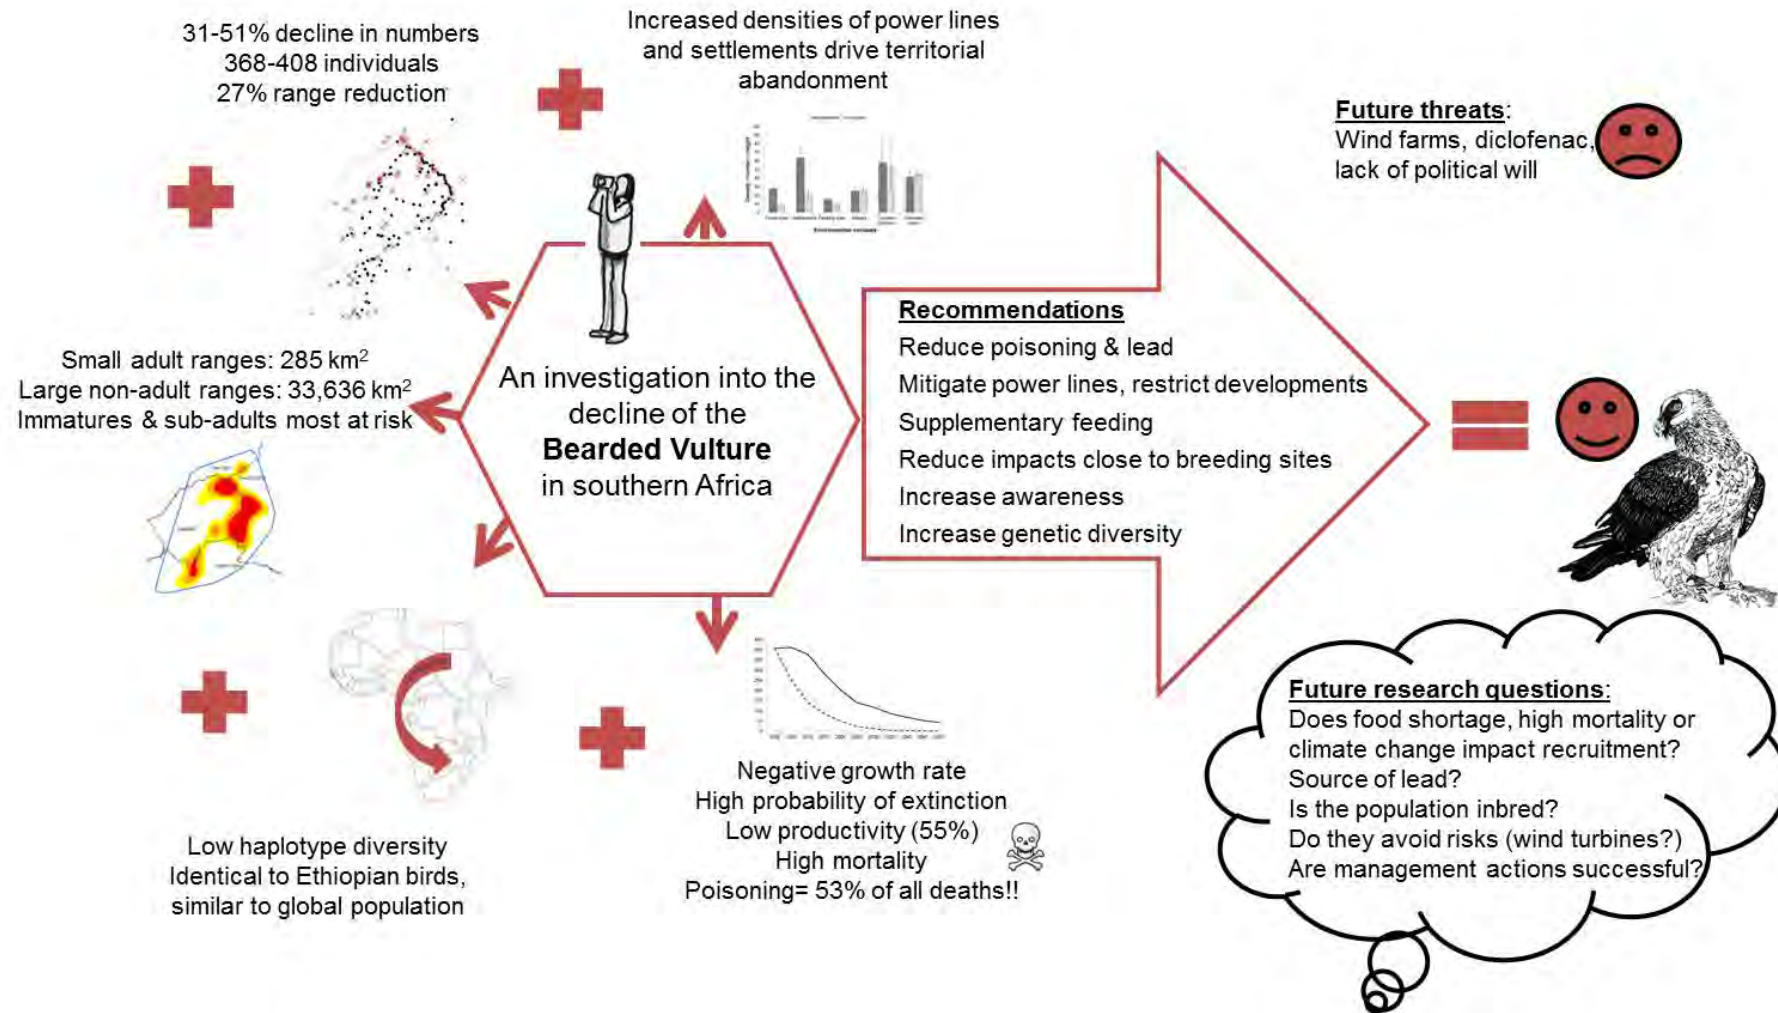 31-51% decline in numbers
368-408 individuals
27% range reduction
Increased densities of power lines
and settlements drive territorial
abandonment
Future threats:
Wind farms, diclofenac,
lack of political will
Small adult ranges: 285 km²
Large non-adult ranges: 33,636 km²
Immatures & sub-adults most at risk
An investigation into the
decline of the
Bearded Vulture
in southern Africa
Recommendations
Reduce poisoning & lead
Mitigate power lines, restrict developments
Supplementary feeding
Reduce impacts close to breeding sites
Increase awareness
Increase genetic diversity
Low haplotype diversity
Identical to Ethiopian birds,
similar to global population
Negative growth rate
High probability of extinction
Low productivity (55%)
High mortality
Poisoning= 53% of all deaths!!
Future research questions:
Does food shortage, high mortality or
climate change impact recruitment?
Source of lead?
Is the population inbred?
Do they avoid risks (wind turbines?)
Are management actions successful?